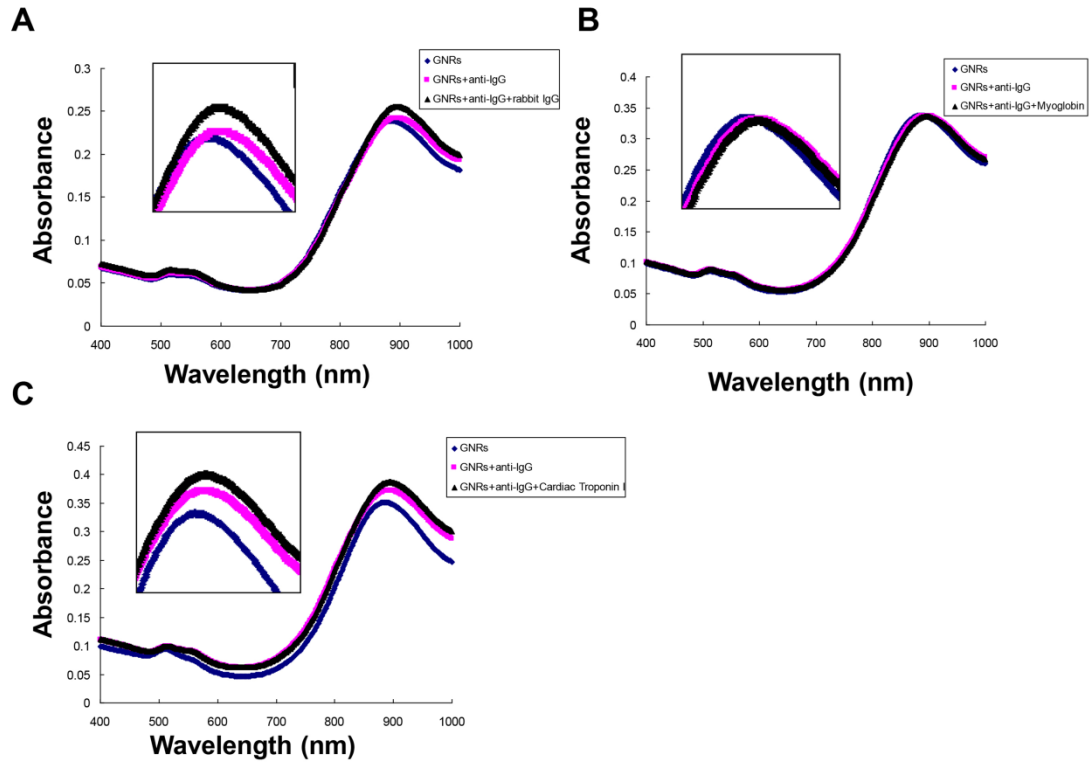 A
GNRs
GNRs+anti-IgG
GNRs+anti-IgG+rabbit IgG
0.3
0.25
0.2
0.15
0.1
0.05
0
Absorbance
400 500 600 700 800 900 1000
Wavelength (nm)
B
GNRs
GNRs+anti-IgG
GNRs+anti-IgG+Myoglobin
0.4
0.35
0.3
0.25
0.2
0.15
0.1
0.05
0
Absorbance
400 500 600 700 800 900 1000
Wavelength (nm)
C
GNRs
GNRs+anti-IgG
GNRs+anti-IgG+Cardiac Troponin I
0.45
0.4
0.35
0.3
0.25
0.2
0.15
0.1
0.05
0
Absorbance
400 500 600 700 800 900 1000
Wavelength (nm)